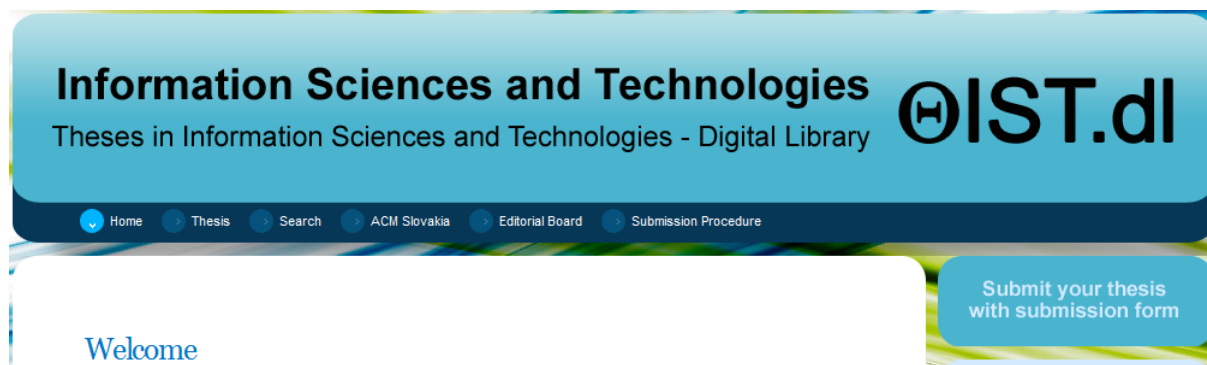 Information Sciences and Technologies
Theses in Information Sciences and Technologies - Digital Library
ΘIST.dl
Home Thesis Search ACM Slovakia Editorial Board Submission Procedure
Submit your thesis
with submission form
Welcome